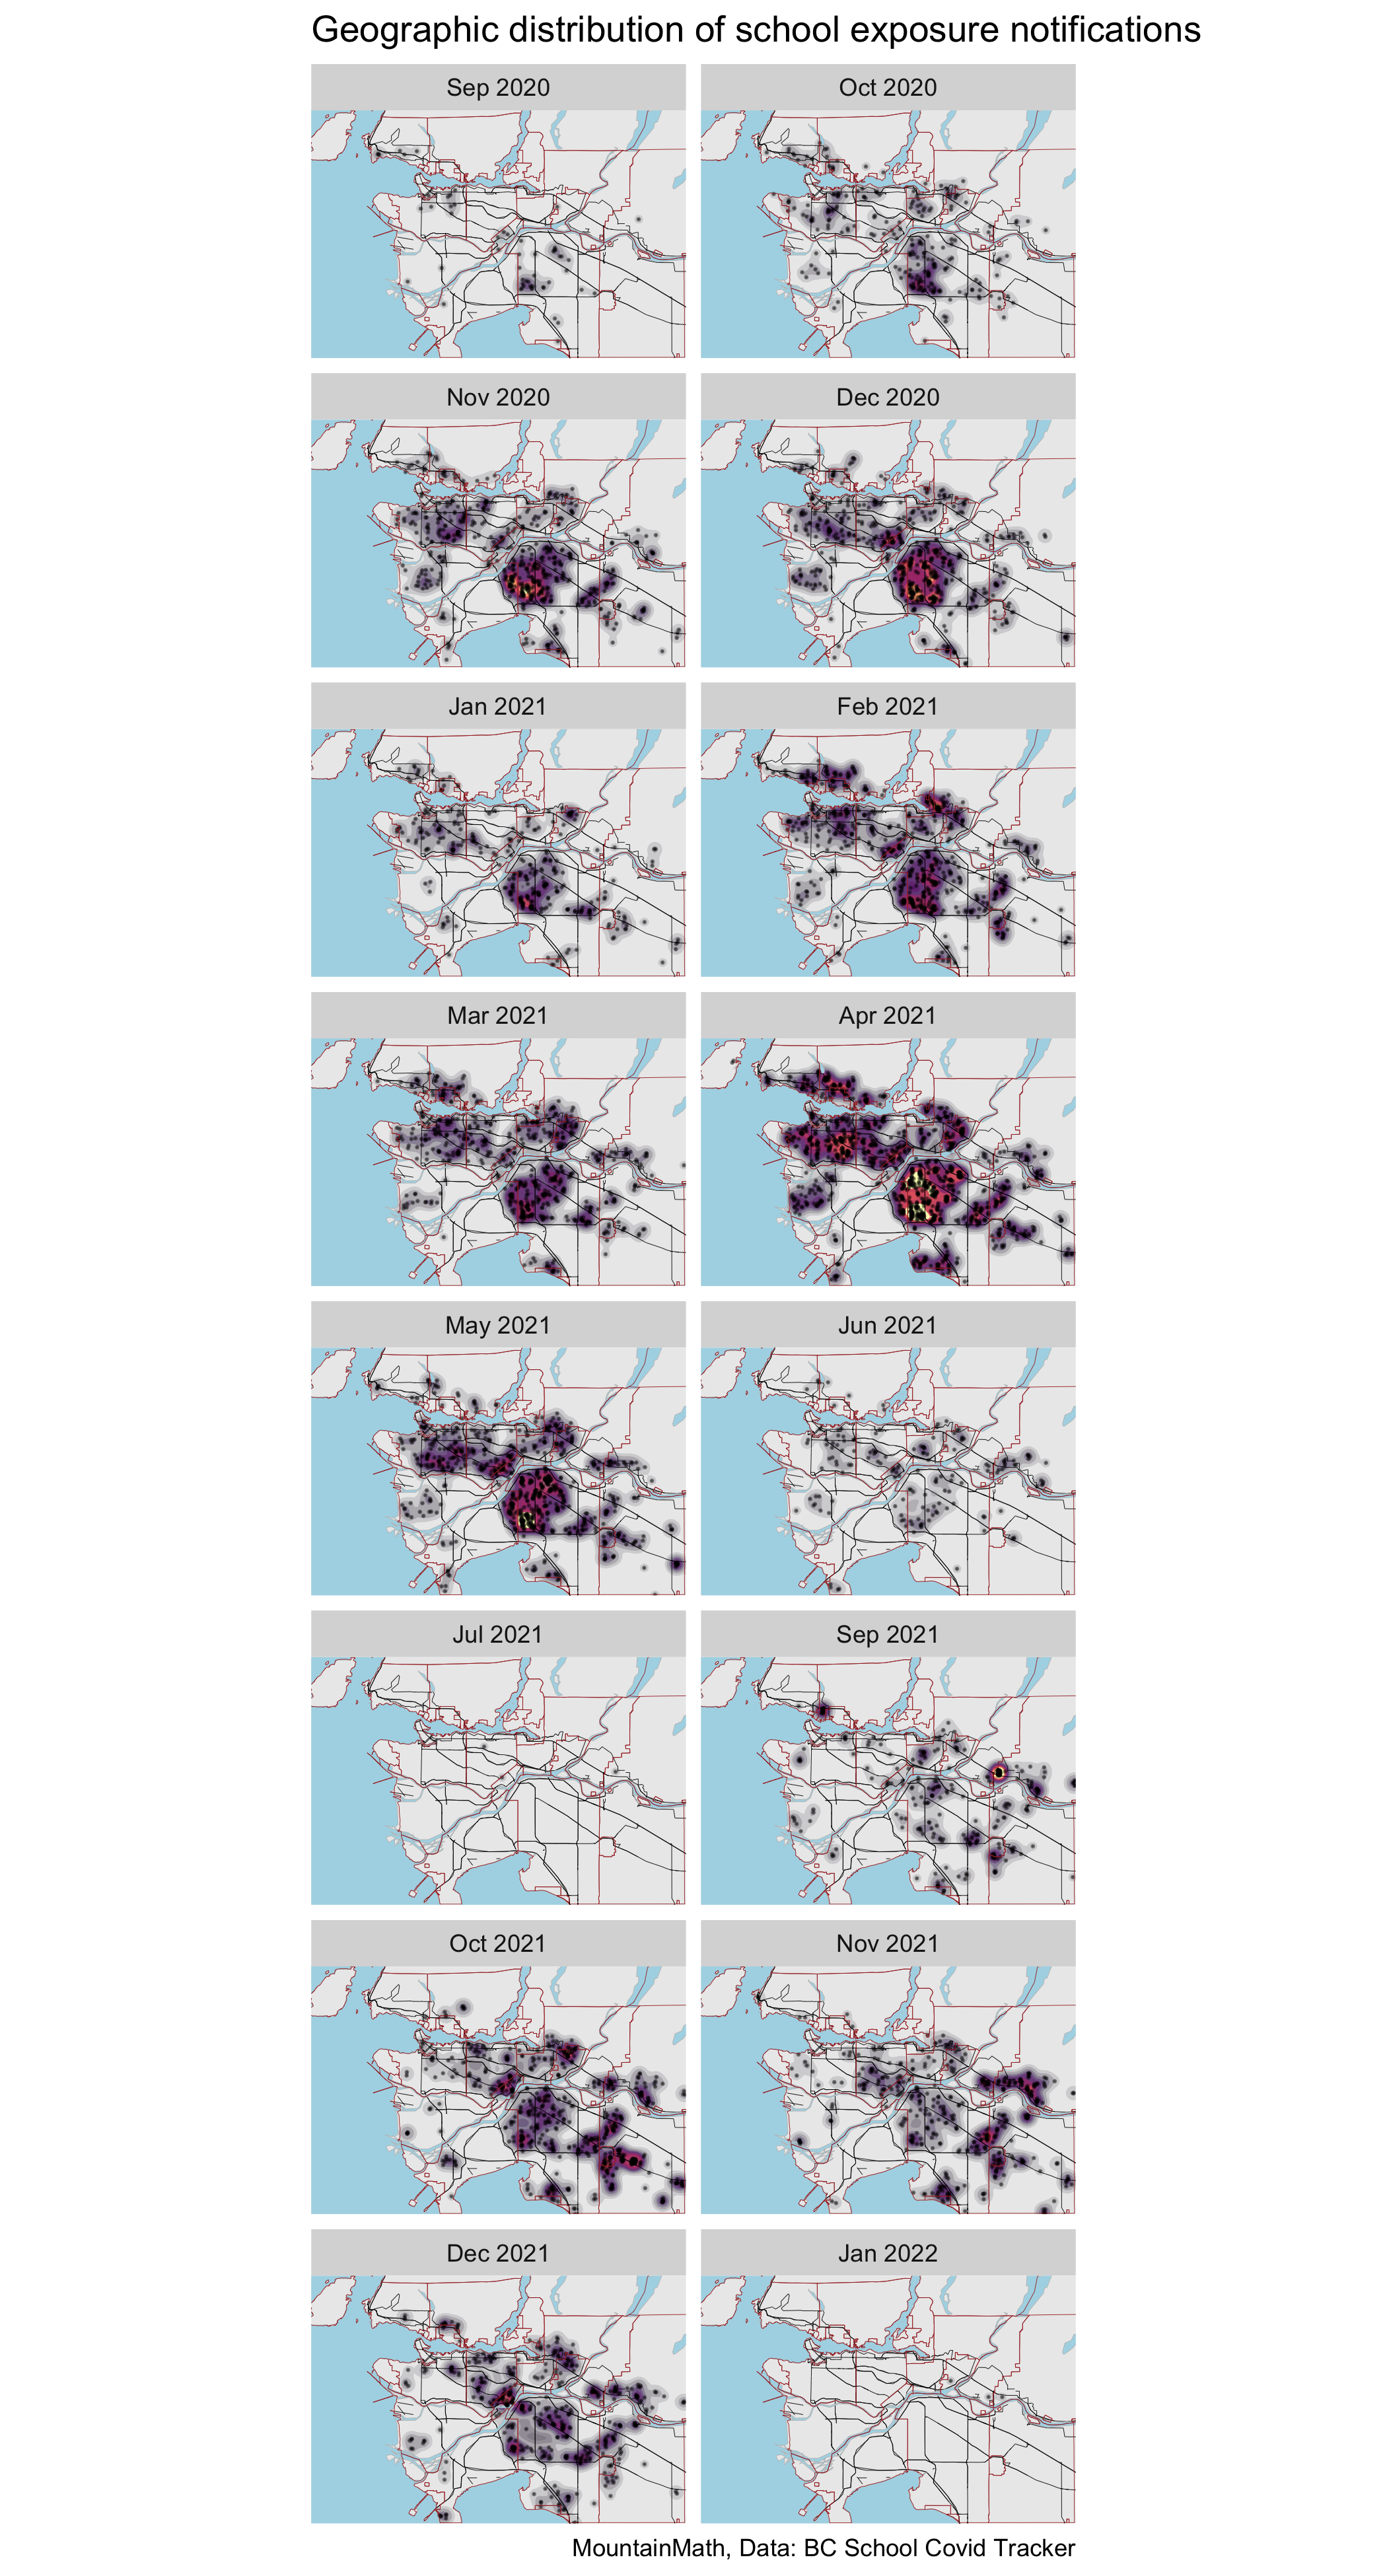 Geographic distribution of school exposure notifications
Sep 2020
Oct 2020
Nov 2020
Dec 2020
Jan 2021
Feb 2021
Mar 2021
Apr 2021
May 2021
Jun 2021
Jul 2021
Sep 2021
Oct 2021
Nov 2021
Dec 2021
Jan 2022
MountainMath, Data: BC School Covid Tracker